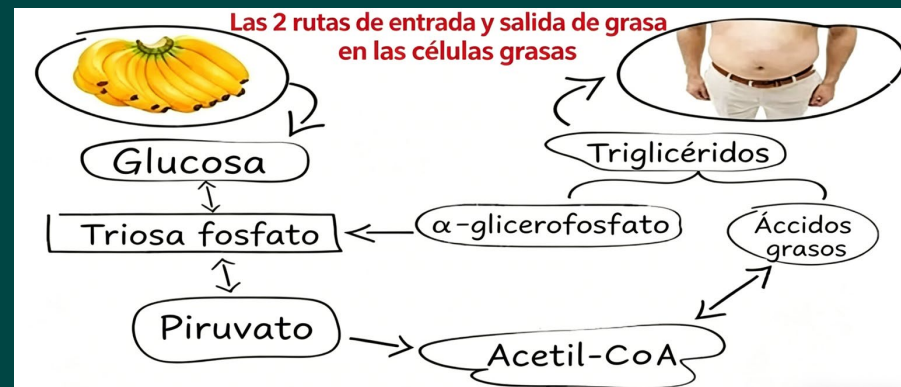 Las 2 rutas de entrada y salida de grasa
en las células grasas
Glucosa
Triglicéridos
Triosa fosfato
α-glicerofosfato
Áccidos
grasos
Piruvato
Acetil-CoA